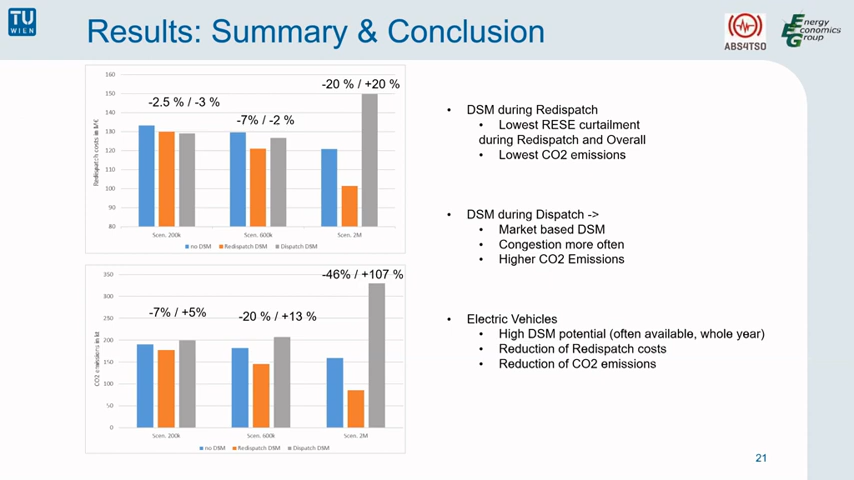 TU
WIEN
Results: Summary & Conclusion
ABS4TSO
Energy
Economics
Group
160
150
140
130
120
110
100
90
80
Redispatch costs in M€
-2.5 % / -3 %
-7% / -2 %
-20 % / +20 %
Scen. 200k
Scen. 600k
Scen. 2M
no DSM
Redispatch DSM
Dispatch DSM
350
300
250
200
150
100
50
0
CO2 emissions in kt
-7% / +5%
-20 % / +13 %
-46% / +107 %
Scen. 200k
Scen. 600k
Scen. 2M
no DSM
Redispatch DSM
Dispatch DSM
• DSM during Redispatch
• Lowest RESE curtailment
during Redispatch and Overall
• Lowest CO2 emissions
• DSM during Dispatch ->
• Market based DSM
• Congestion more often
• Higher CO2 Emissions
• Electric Vehicles
• High DSM potential (often available, whole year)
• Reduction of Redispatch costs
• Reduction of CO2 emissions
21